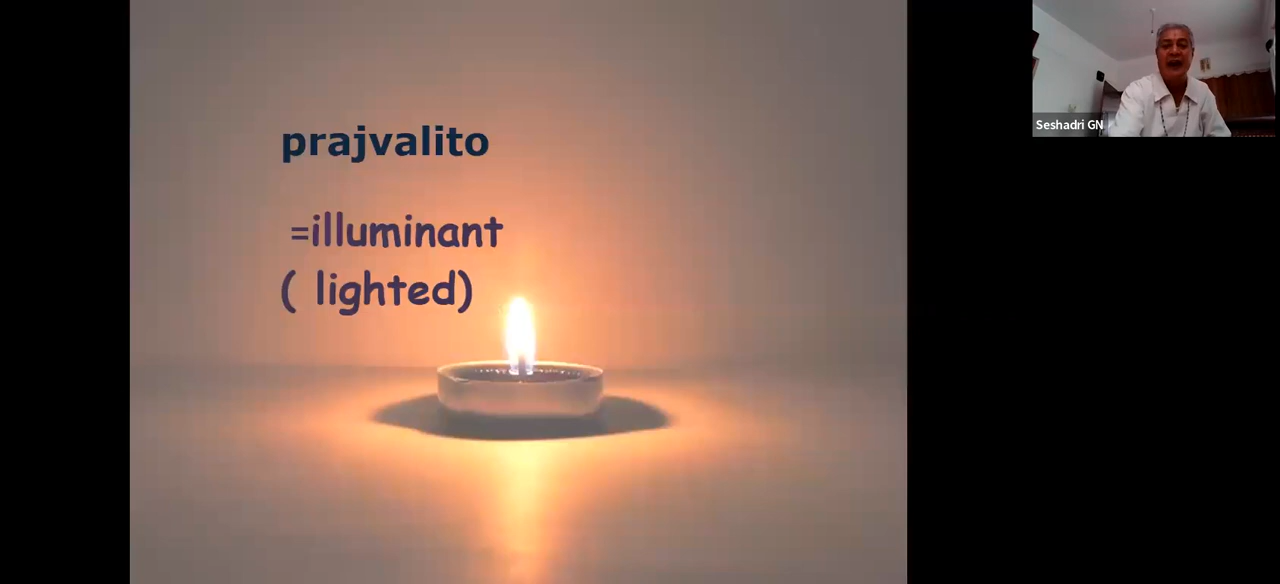 prajvalito
=illuminant
( lighted)
Seshadri GN